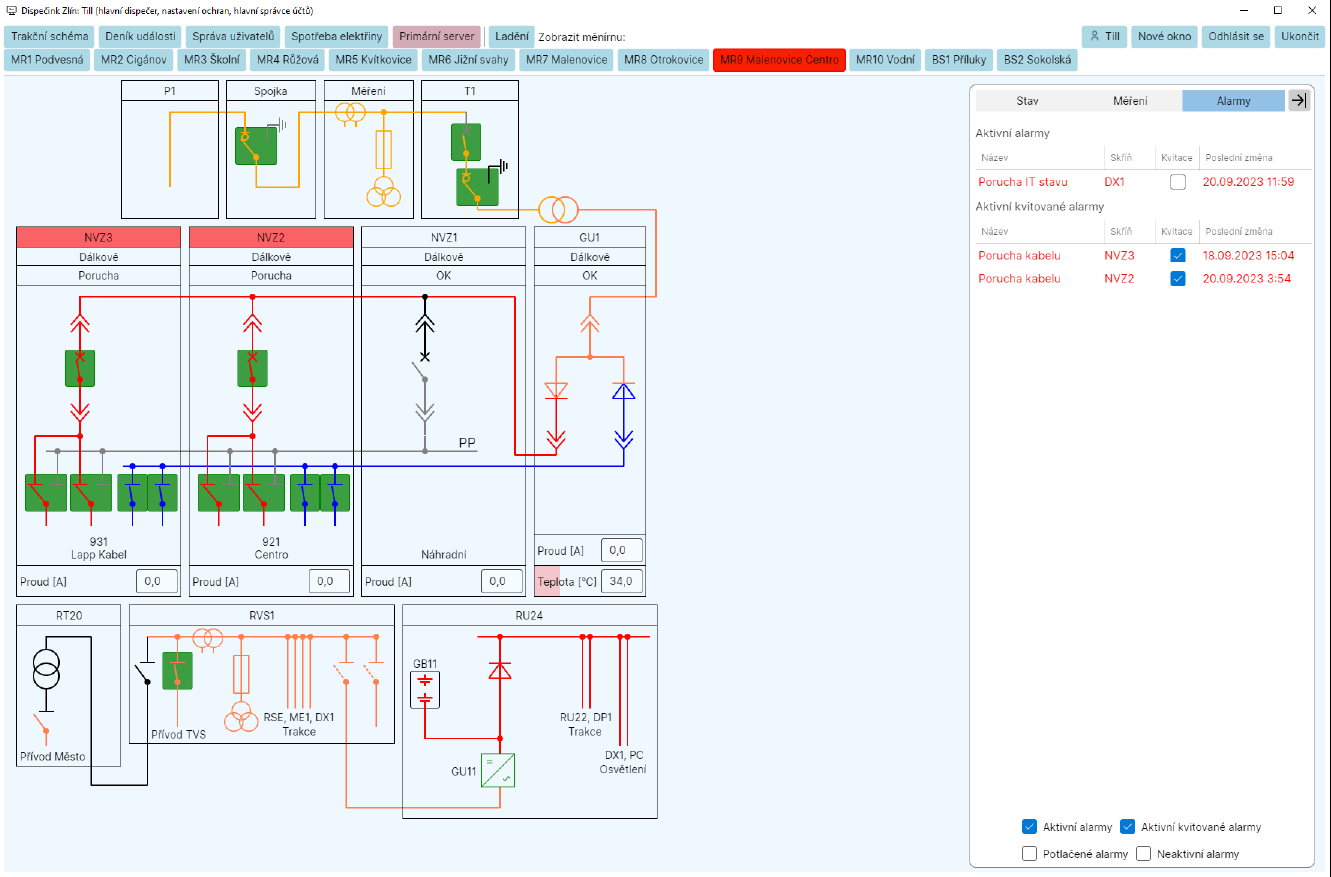 Dispečink Zlín: Till (hlavní dispečer, nastavení ochran, hlavní správce účtů)
Trakční schéma Deník událostí Správa uživatelů Spotřeba elektřiny Primární server Ladění Zobrazit měnírnu: Till Nové okno Odhlásit se Ukončit
MR1 Podvesná MR2 Cigánov MR3 Školní MR4 Růžová MR5 Kvítkovice MR6 Jižní svahy MR7 Malenovice MR8 Otrokovice MR9 Malenovice Centro MR10 Vodní BS1 Příluky BS2 Sokolská
P1 Spojka Měření T1
NVZ3 NVZ2 NVZ1 GU1
Dálkově Dálkově Dálkově Dálkově
Porucha Porucha OK OK
PP
931 921
Lapp Kabel Centro Náhradní
Proud [A] 0,0
Proud [A] 0,0 Proud [A] 0,0 Proud [A] 0,0 Teplota [°C] 34,0
RT20 RVS1 RU24
GB11
RSE, ME1, DX1
Trakce
RU22, DP1
Trakce
Přívod TVS
Přívod Město
DX1, PC
Osvětlení
GU11
Stav Měření Alarmy
Aktivní alarmy
Název Skříň Kvitace Poslední změna
Porucha IT stavu DX1 20.09.2023 11:59
Aktivní kvitované alarmy
Název Skříň Kvitace Poslední změna
Porucha kabelu NVZ3 18.09.2023 15:04
Porucha kabelu NVZ2 20.09.2023 3:54
Aktivní alarmy Aktivní kvitované alarmy
Potlačené alarmy Neaktivní alarmy